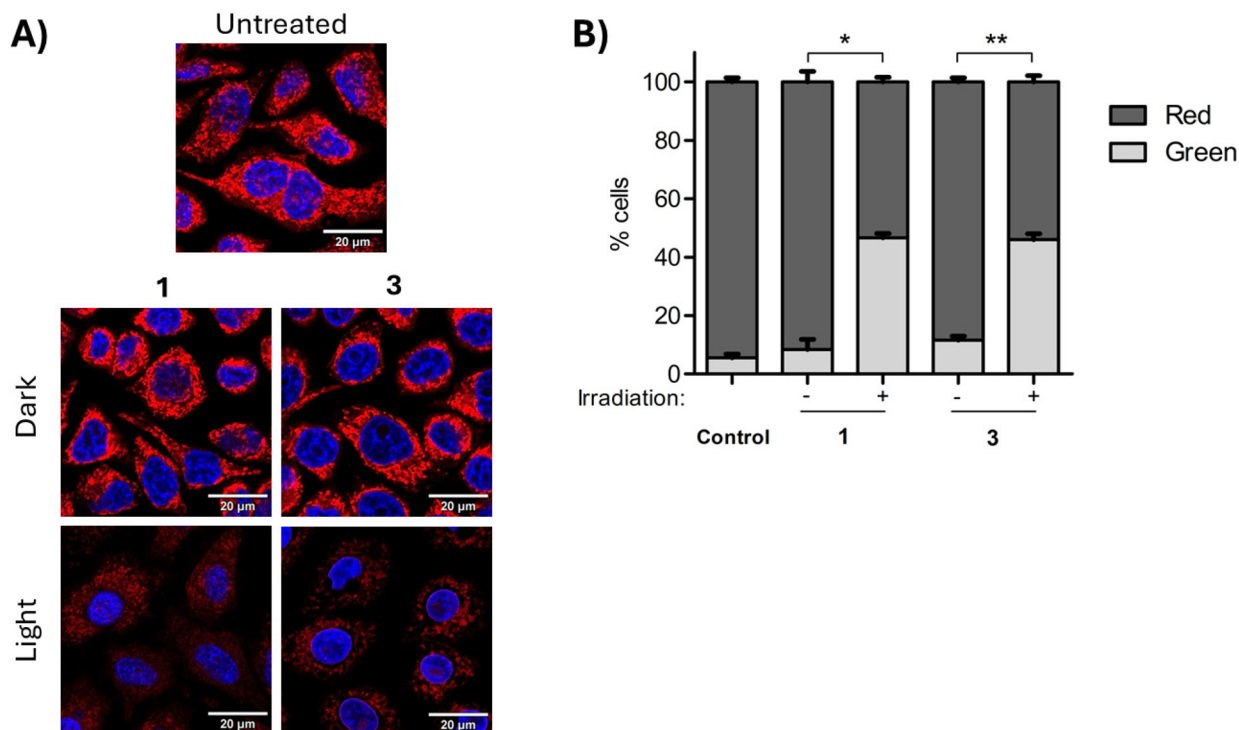 A)
Untreated
20 µm
1
3
Dark
20 µm
20 µm
Light
20 µm
20 µm
B)
* **
% cells
100
80
60
40
20
0
Red
Green
Irradiation: - + - +
Control 1 3